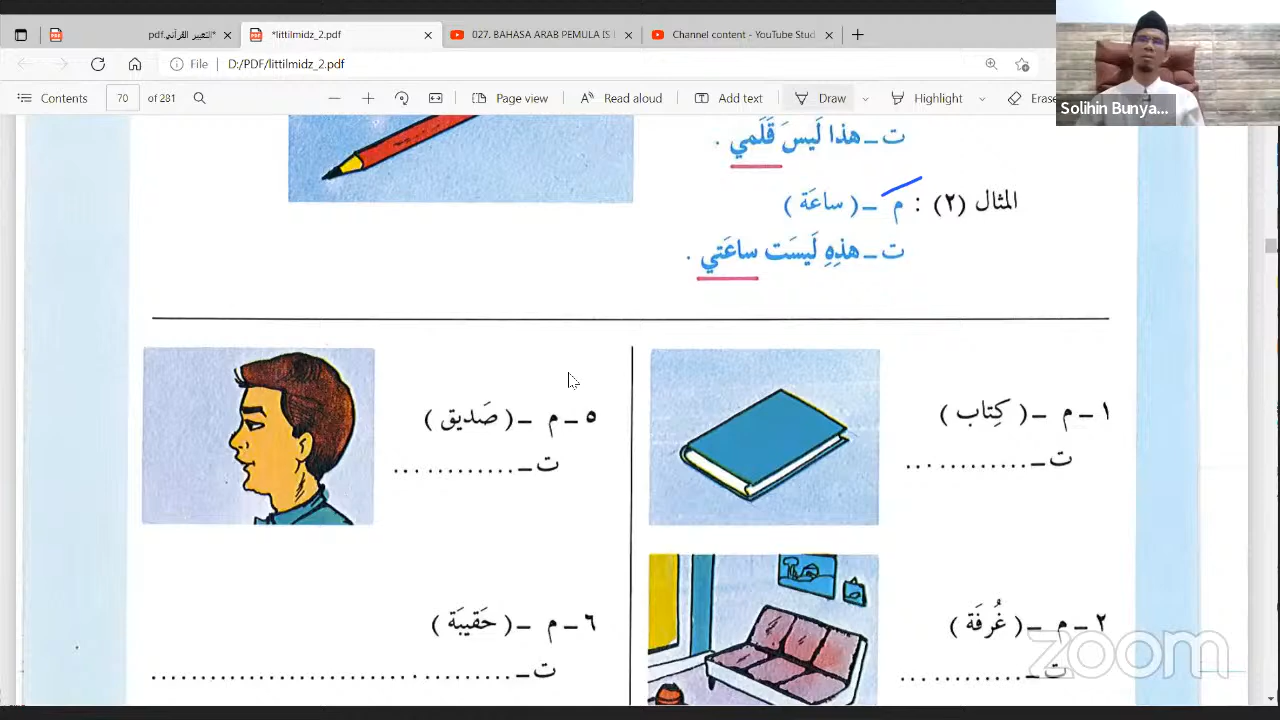 التعبير القرآني.pdf*
*littilmidz_2.pdf
027. BAHASA ARAB PEMULA (S
Channel content - YouTube Stud
File
D:/PDF/littilmidz_2.pdf
Contents
70
of 281
Page view
Read aloud
Add text
Draw
Highlight
Erase
Solihin Bunya...
ت ـ هذا لَيسَ قَلَمي .
المثال (٢) : م ـ ( ساعَة )
ت ـ هذِهِ لَيسَت ساعَتي .
١ ـ م ـ ( كِتاب )
ت ـ ............
٢ ـ م ـ ( غُرفَة )
ت ـ ............
٥ ـ م ـ ( صَديق )
ت ـ ............
٦ ـ م ـ ( حَقيبَة )
ت ـ ..............................
zoom